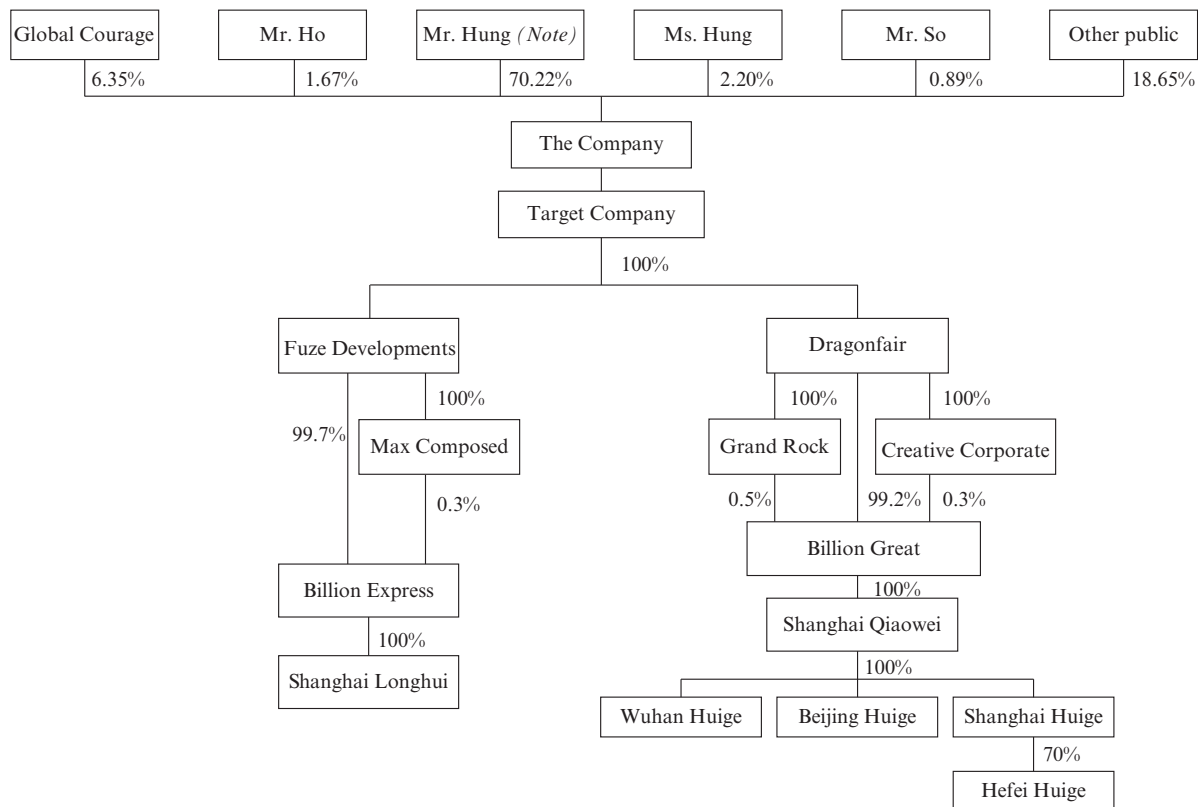 Global Courage
Mr. Ho
Mr. Hung (Note)
Ms. Hung
Mr. So
Other public
6.35%
1.67%
70.22%
2.20%
0.89%
18.65%
The Company
Target Company
100%
Fuze Developments
Dragonfair
100%
100%
100%
99.7%
Max Composed
Grand Rock
Creative Corporate
0.3%
0.5%
99.2%
0.3%
Billion Great
Billion Express
100%
Shanghai Qiaowei
100%
100%
Shanghai Longhui
Wuhan Huige
Beijing Huige
Shanghai Huige
70%
Hefei Huige